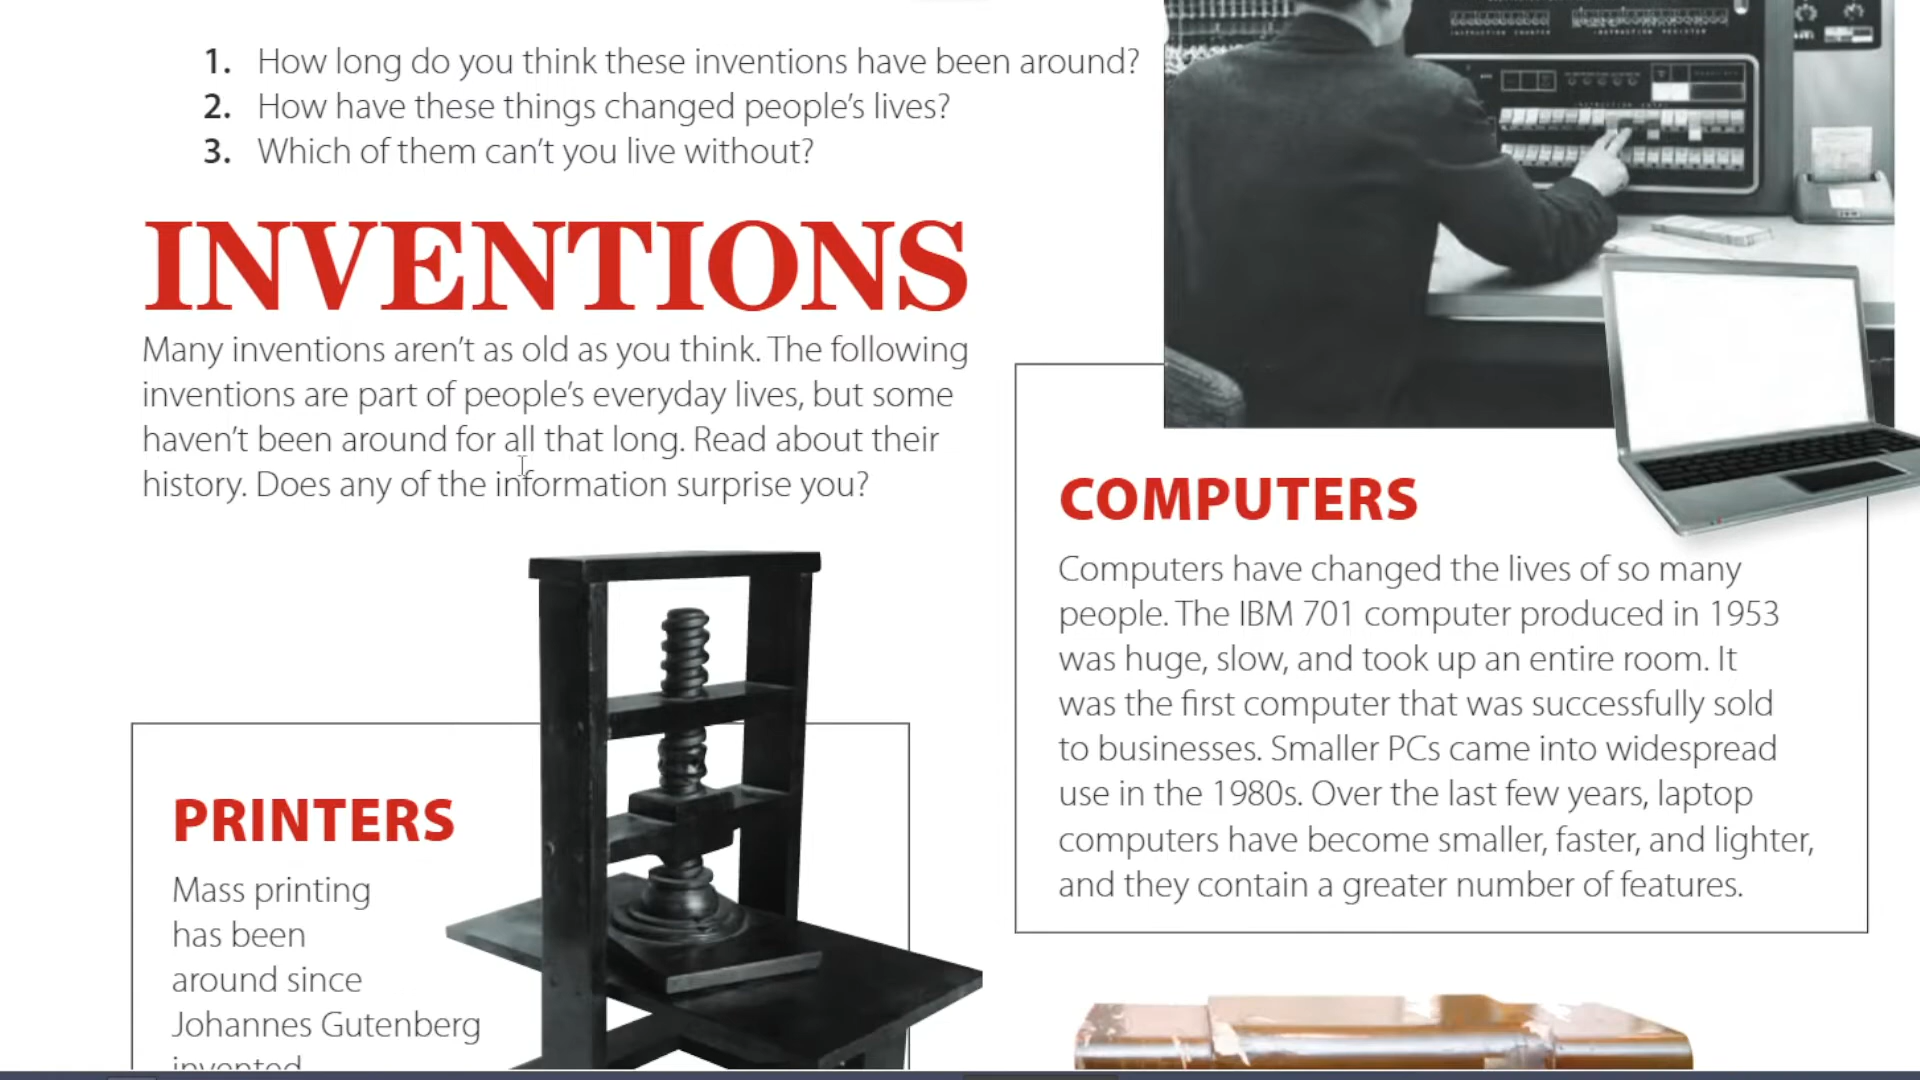 1. How long do you think these inventions have been around?
2. How have these things changed people's lives?
3. Which of them can't you live without?
INVENTIONS
Many inventions aren't as old as you think. The following
inventions are part of people's everyday lives, but some
haven't been around for all that long. Read about their
history. Does any of the information surprise you?
COMPUTERS
Computers have changed the lives of so many
people. The IBM 701 computer produced in 1953
was huge, slow, and took up an entire room. It
was the first computer that was successfully sold
to businesses. Smaller PCs came into widespread
use in the 1980s. Over the last few years, laptop
computers have become smaller, faster, and lighter,
and they contain a greater number of features.
PRINTERS
Mass printing
has been
around since
Johannes Gutenberg
invented